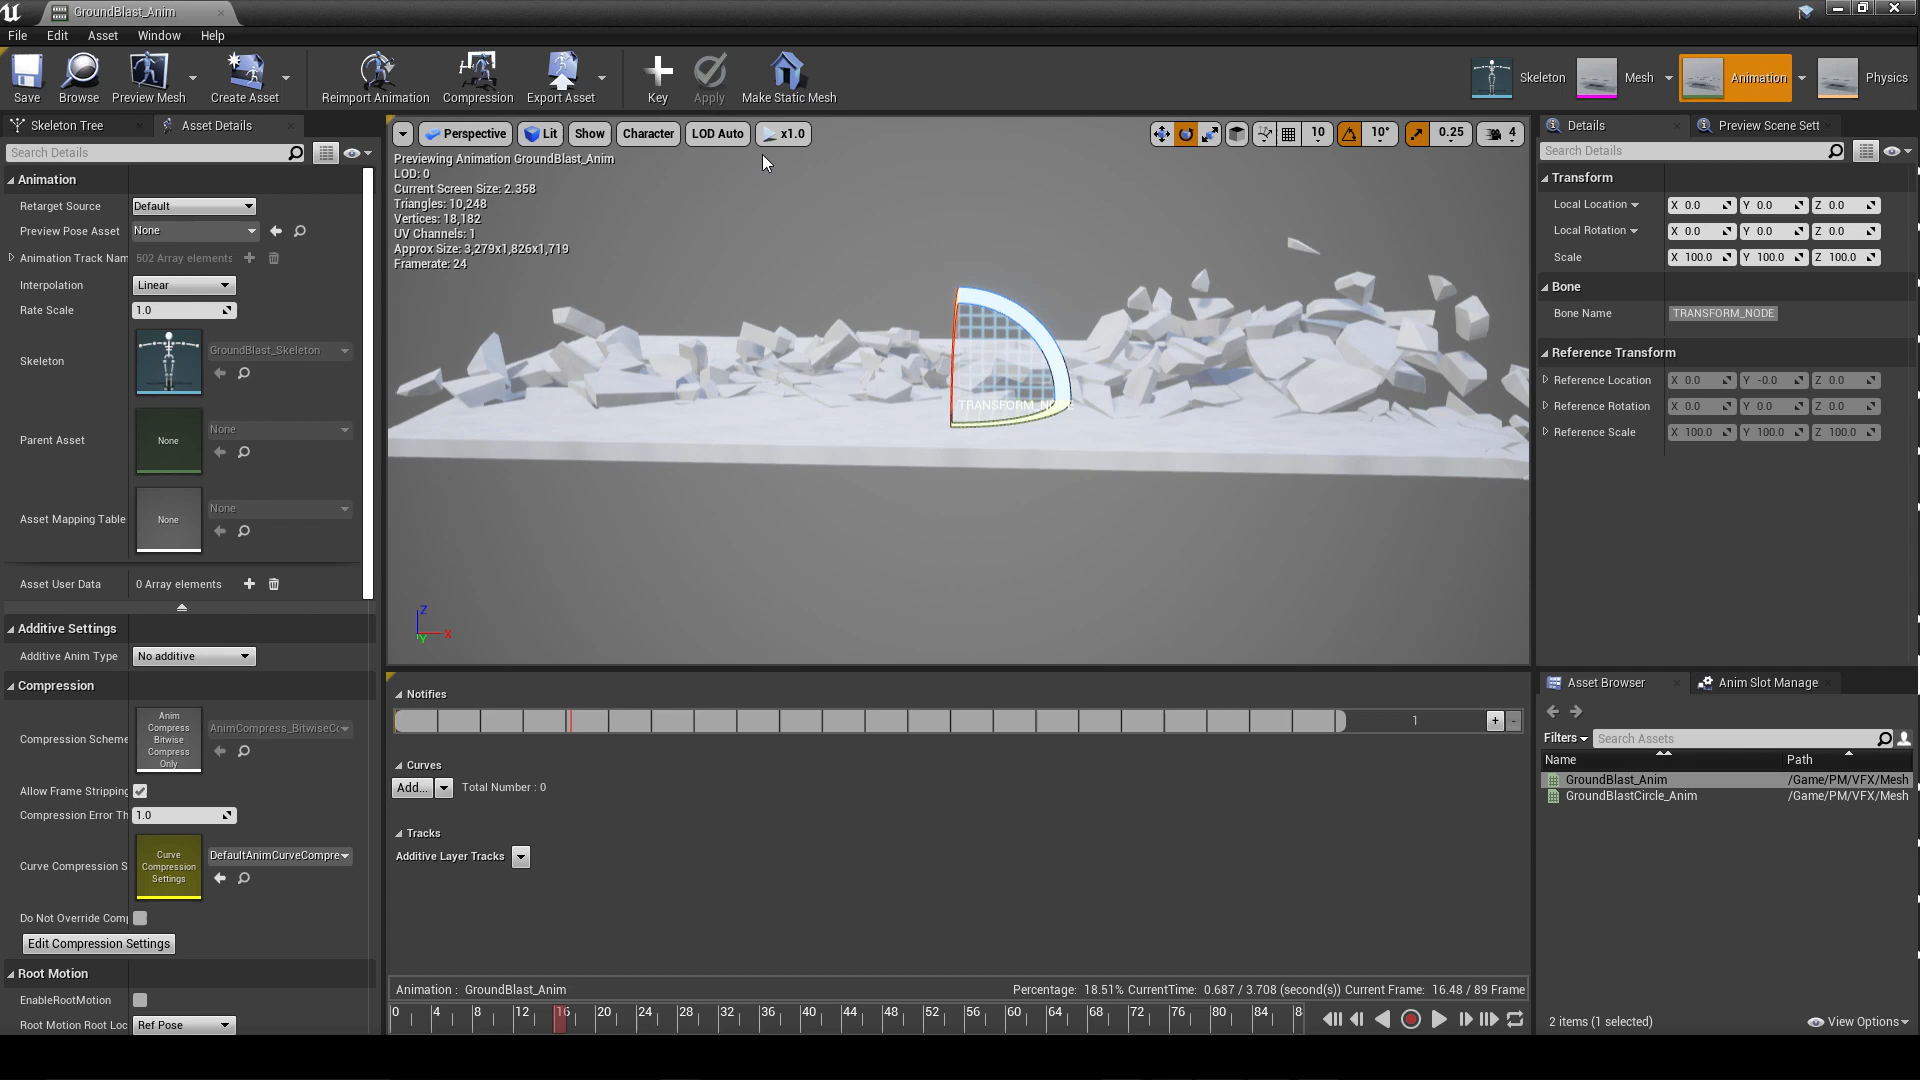 GroundBlast_Anim
File Edit Asset Window Help
Save Browse Preview Mesh Create Asset Reimport Animation Compression Export Asset Key Apply Make Static Mesh Skeleton Mesh Animation Physics
Skeleton Tree Asset Details
Search Details
Animation
Retarget Source Default
Preview Pose Asset None
Animation Track Nam 502 Array elements
Interpolation Linear
Rate Scale 1.0
Skeleton GroundBlast_Skeleton
Parent Asset None None
Asset Mapping Table None None
Asset User Data 0 Array elements
Additive Settings
Additive Anim Type No additive
Compression
Anim
Compress
Bitwise
Compress
Only
Compression Scheme AnimCompress_BitwiseCo
Allow Frame Stripping
Compression Error Th 1.0
Curve
Compression
Settings
Curve Compression S DefaultAnimCurveCompre
Do Not Override Comp
Edit Compression Settings
Root Motion
EnableRootMotion
Root Motion Root Loc Ref Pose
Perspective Lit Show Character LOD Auto x1.0 10 10° 0.25 4
Previewing Animation GroundBlast_Anim
LOD: 0
Current Screen Size: 2.358
Triangles: 10,248
Vertices: 18,182
UV Channels: 1
Approx Size: 3,279x1,826x1,719
Framerate: 24
TRANSFORM_NODE
Z
X
Y
Notifies
1 + -
Curves
Add... Total Number : 0
Tracks
Additive Layer Tracks
Animation : GroundBlast_Anim Percentage: 18.51% CurrentTime: 0.687 / 3.708 (second(s)) Current Frame: 16.48 / 89 Frame
0 4 8 12 16 20 24 28 32 36 40 44 48 52 56 60 64 68 72 76 80 84 8
Details Preview Scene Sett
Search Details
Transform
Local Location X 0.0 Y 0.0 Z 0.0
Local Rotation X 0.0 Y 0.0 Z 0.0
Scale X 100.0 Y 100.0 Z 100.0
Bone
Bone Name TRANSFORM_NODE
Reference Transform
Reference Location X 0.0 Y -0.0 Z 0.0
Reference Rotation X 0.0 Y 0.0 Z 0.0
Reference Scale X 100.0 Y 100.0 Z 100.0
Asset Browser Anim Slot Manage
Filters Search Assets
Name Path
GroundBlast_Anim /Game/PM/VFX/Mesh
GroundBlastCircle_Anim /Game/PM/VFX/Mesh
2 items (1 selected) View Options